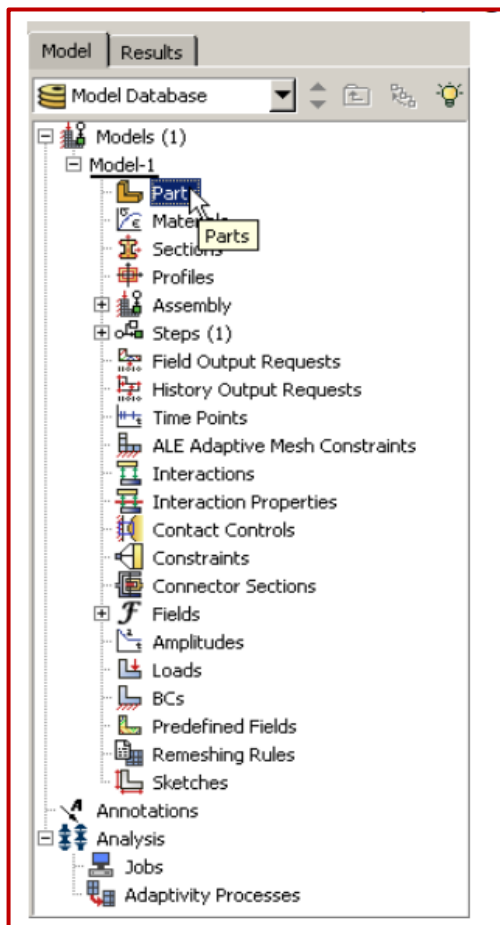 Model Results
Model Database
Models (1)
Model-1
Parts
Materials
Parts
Sections
Profiles
Assembly
Steps (1)
Field Output Requests
History Output Requests
Time Points
ALE Adaptive Mesh Constraints
Interactions
Interaction Properties
Contact Controls
Constraints
Connector Sections
Fields
Amplitudes
Loads
BCs
Predefined Fields
Remeshing Rules
Sketches
Annotations
Analysis
Jobs
Adaptivity Processes